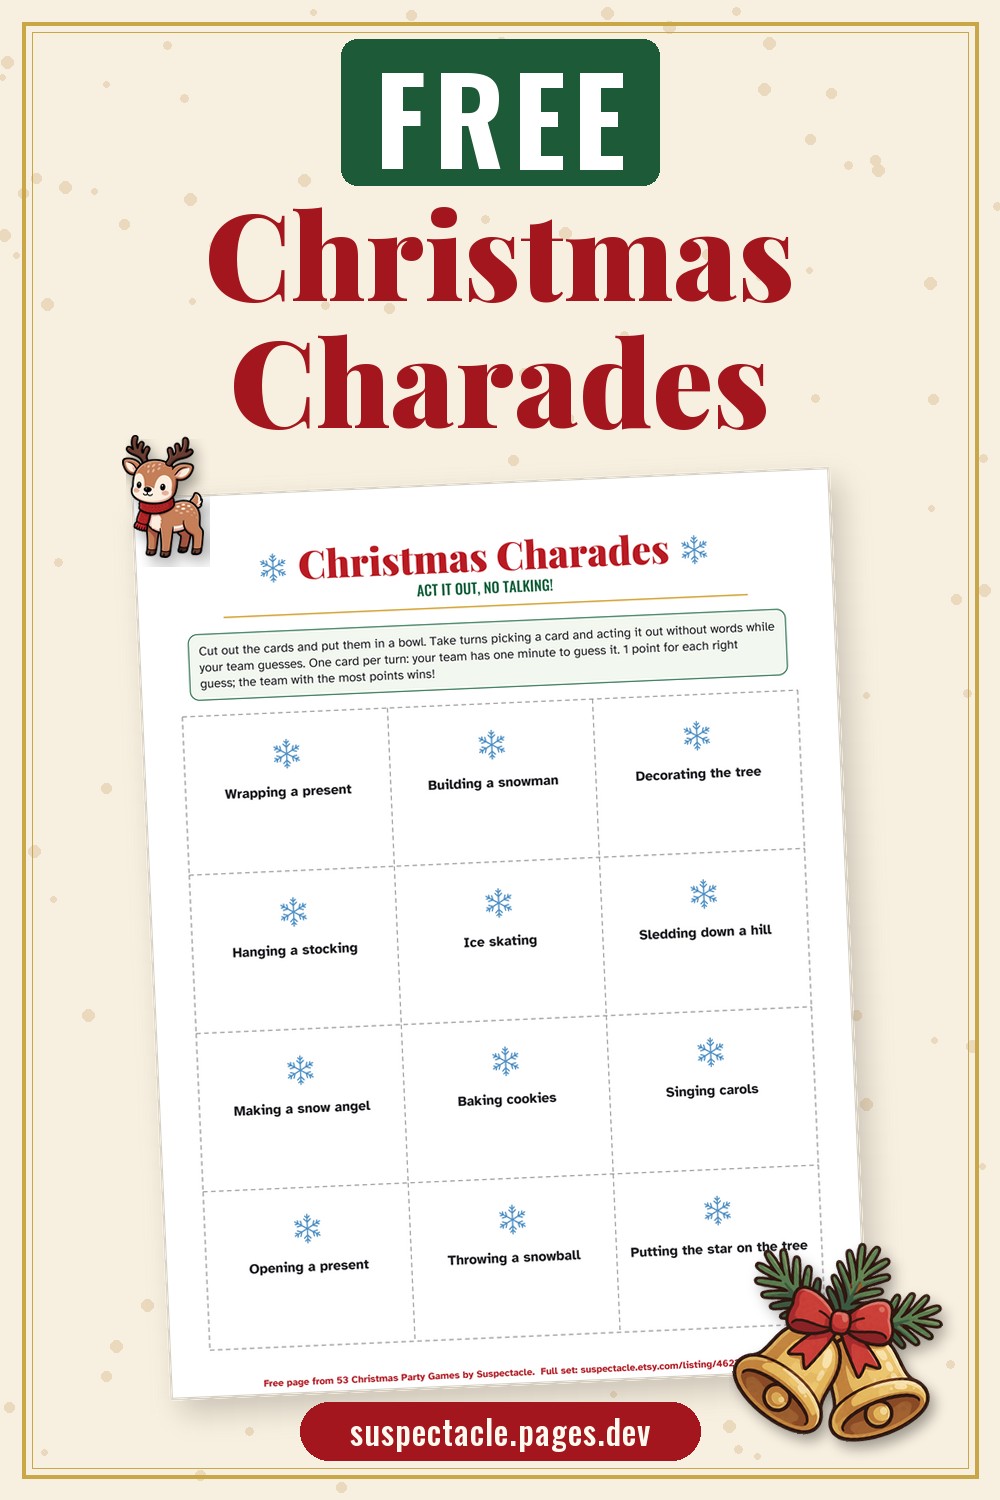 FREE
Christmas
Charades
Christmas Charades
ACT IT OUT, NO TALKING!
Cut out the cards and put them in a bowl. Take turns picking a card and acting it out without words while
your team guesses. One card per turn: your team has one minute to guess it. 1 point for each right
guess; the team with the most points wins!
Wrapping a present
Building a snowman
Decorating the tree
Hanging a stocking
Ice skating
Sledding down a hill
Making a snow angel
Baking cookies
Singing carols
Opening a present
Throwing a snowball
Putting the star on the tree
Free page from 53 Christmas Party Games by Suspectacle. Full set:
suspectacle.pages.dev